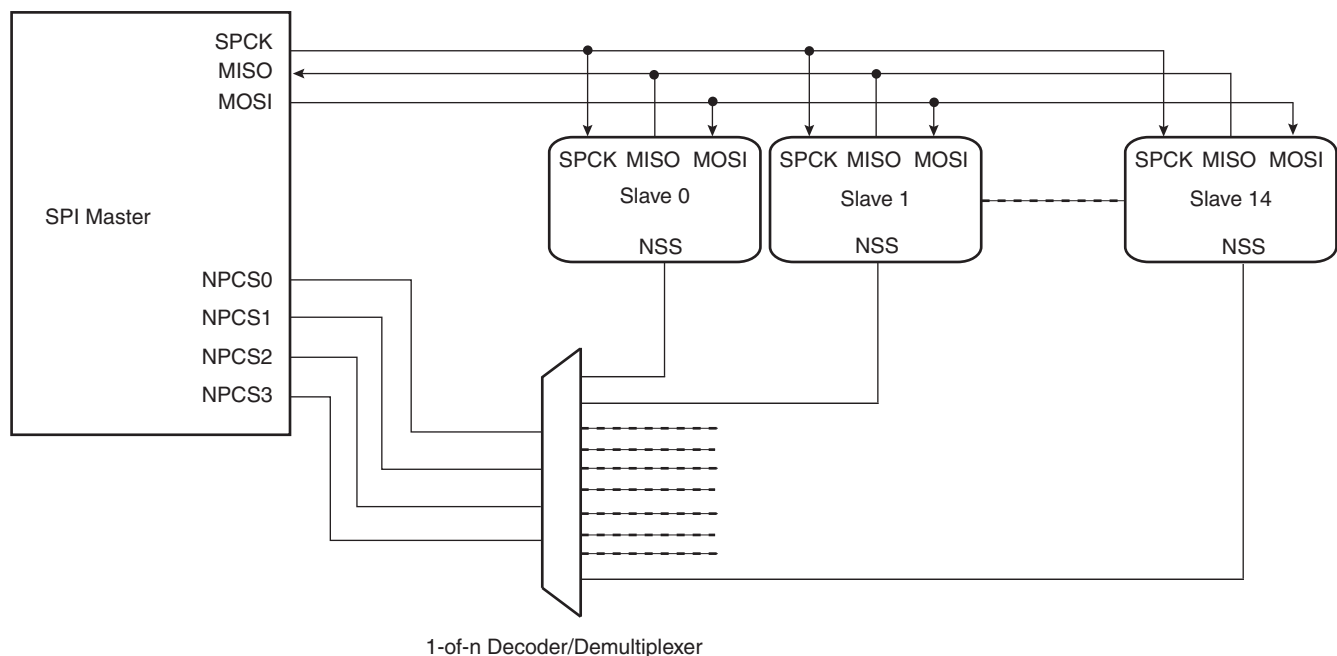 SPCK
MISO
MOSI
SPI Master
NPCS0
NPCS1
NPCS2
NPCS3
SPCK MISO MOSI
Slave 0
NSS
SPCK MISO MOSI
Slave 1
NSS
SPCK MISO MOSI
Slave 14
NSS
1-of-n Decoder/Demultiplexer